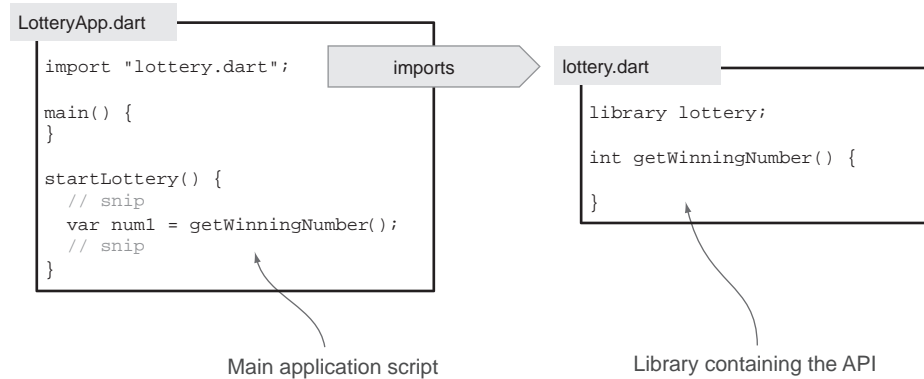 LotteryApp.dart
import "lottery.dart";
main() {
}
startLottery() {
// snip
var num1 = getWinningNumber();
// snip
}
imports
lottery.dart
library lottery;
int getWinningNumber() {
}
Main application script
Library containing the API